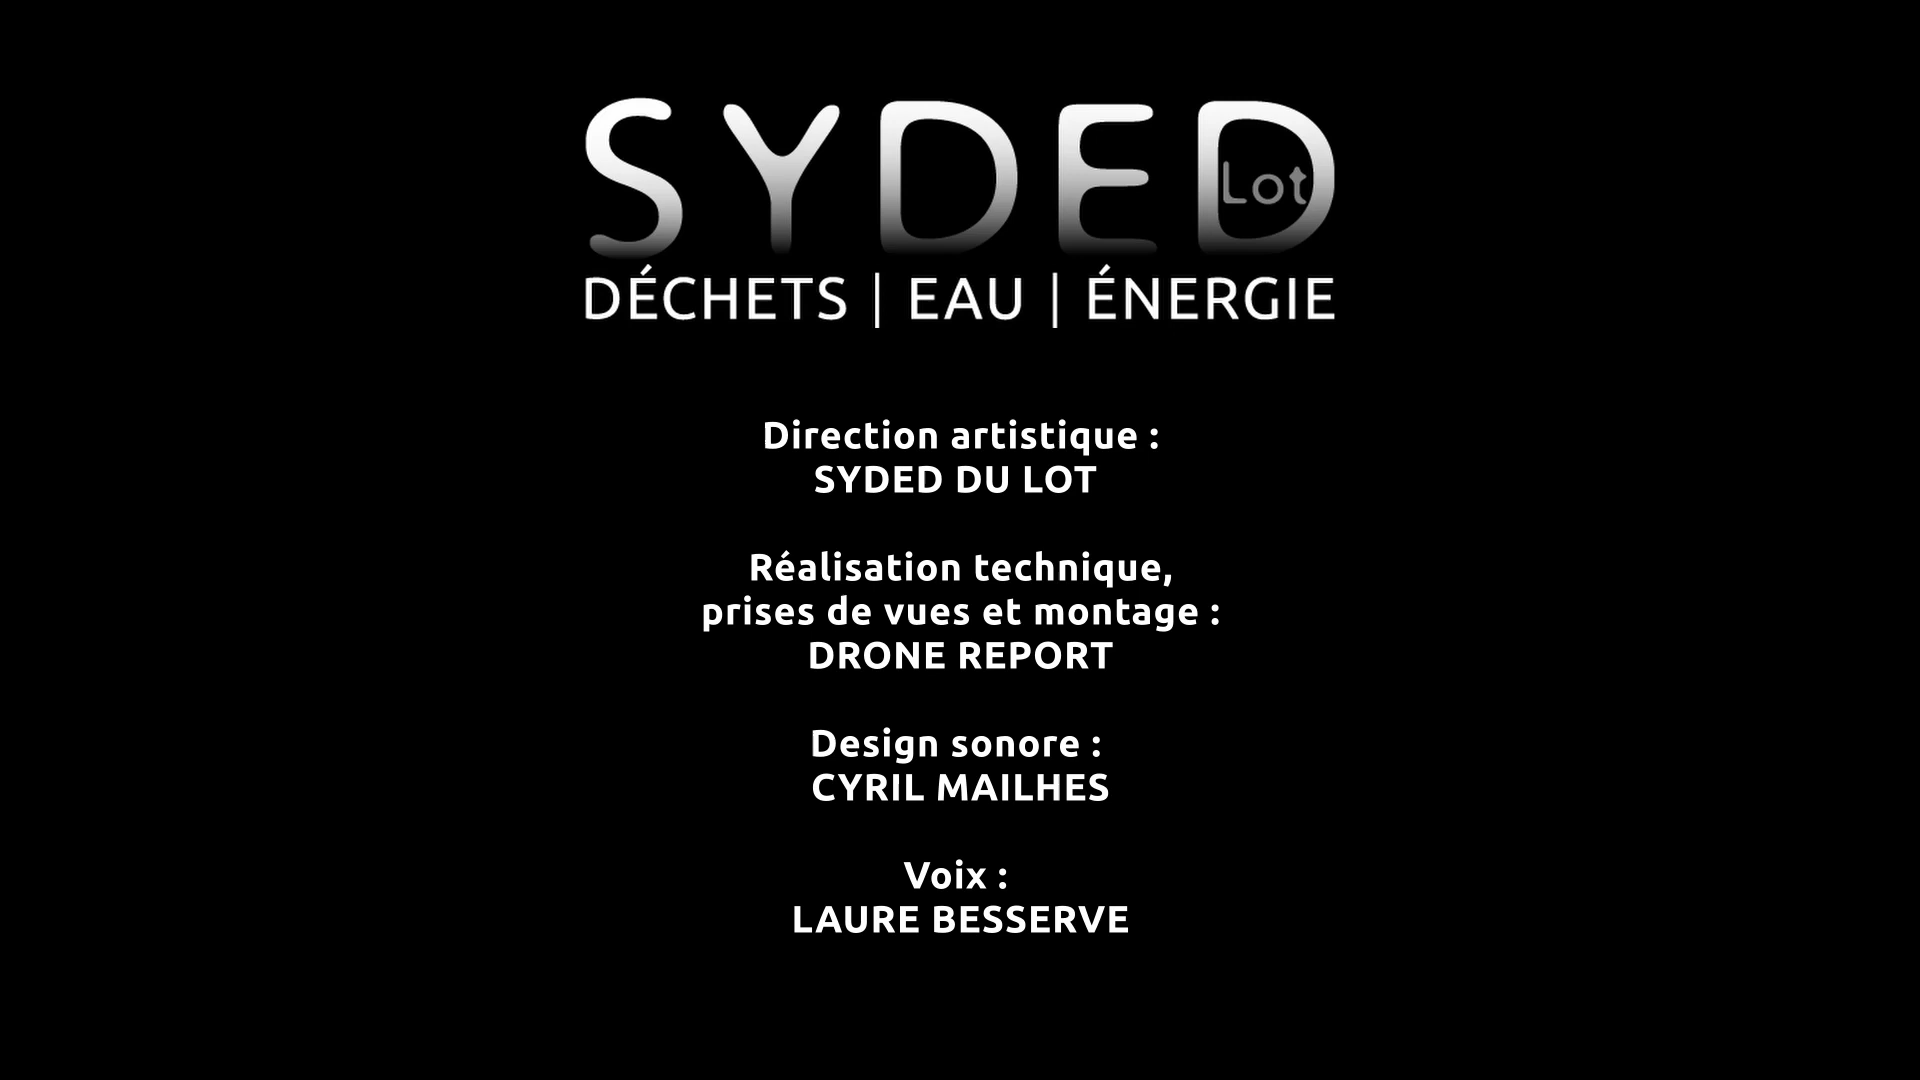 SYDED
Lot
DÉCHETS | EAU | ÉNERGIE
Direction artistique :
SYDED DU LOT
Réalisation technique,
prises de vues et montage :
DRONE REPORT
Design sonore :
CYRIL MAILHES
Voix :
LAURE BESSERVE